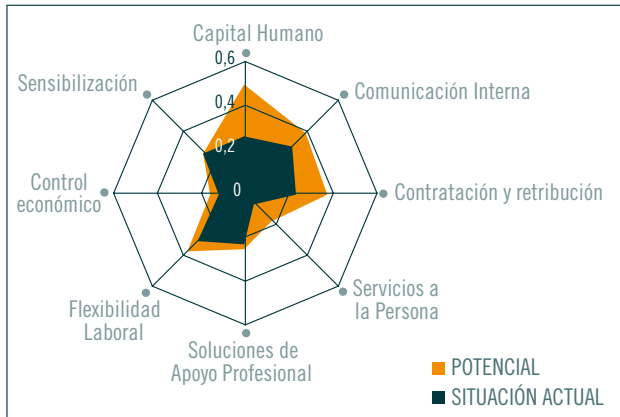 Capital Humano
0,6
Sensibilización
0,4
Comunicación Interna
0,2
Control
económico
0
Contratación y retribución
Servicios a
la Persona
Flexibilidad
Laboral
Soluciones de
Apoyo Profesional
POTENCIAL
SITUACIÓN ACTUAL